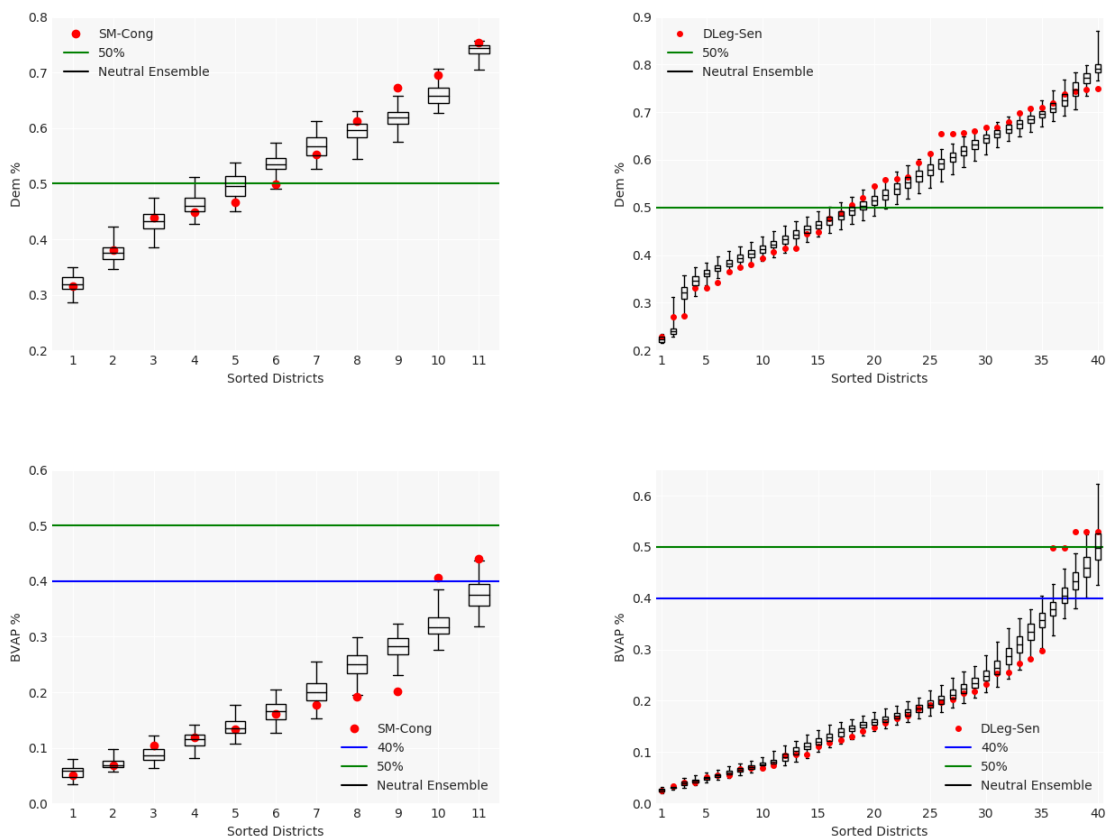 0.8
0.7
0.6
0.5
0.4
0.3
0.2
Dem %
SM-Cong
50%
Neutral Ensemble
1 2 3 4 5 6 7 8 9 10 11
Sorted Districts
0.9
0.8
0.7
0.6
0.5
0.4
0.3
0.2
Dem %
DLeg-Sen
50%
Neutral Ensemble
1 5 10 15 20 25 30 35 40
Sorted Districts
0.6
0.5
0.4
0.3
0.2
0.1
0.0
BVAP %
SM-Cong
40%
50%
Neutral Ensemble
1 2 3 4 5 6 7 8 9 10 11
Sorted Districts
0.6
0.5
0.4
0.3
0.2
0.1
0.0
BVAP %
DLeg-Sen
40%
50%
Neutral Ensemble
1 5 10 15 20 25 30 35 40
Sorted Districts